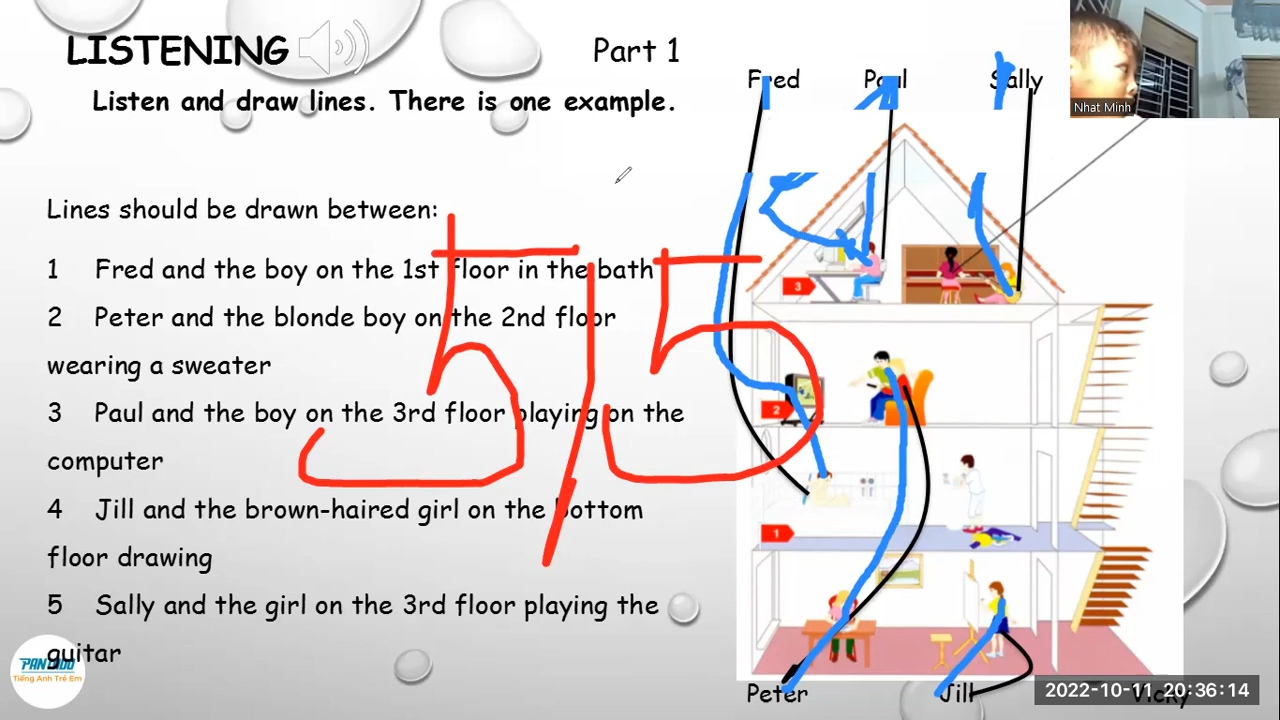 LISTENING
Part 1
Listen and draw lines. There is one example.
Fred Paul Sally
Nhat Minh
Lines should be drawn between:
1 Fred and the boy on the 1st floor in the bath
2 Peter and the blonde boy on the 2nd floor
wearing a sweater
3 Paul and the boy on the 3rd floor playing on the
computer
4 Jill and the brown-haired girl on the bottom
floor drawing
5 Sally and the girl on the 3rd floor playing the
guitar
5/5
3
2
1
Tiếng Anh Trẻ Em
Peter Jill Vicky
2022-10-11 20:36:14